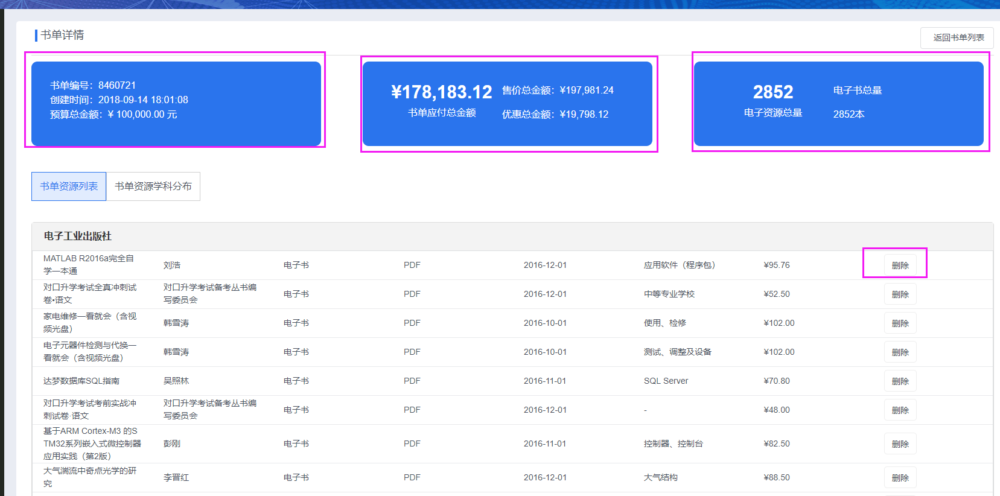 书单详情
返回书单列表
书单编号：8460721
创建时间：2018-09-14 18:01:08
预算总金额：¥ 100,000.00 元
¥178,183.12
书单应付总金额
售价总金额：¥197,981.24
优惠总金额：¥19,798.12
2852
电子资源总量
电子书总量
2852本
书单资源列表
书单资源学科分布
电子工业出版社
MATLAB R2016a完全自
学一本通
刘浩
电子书
PDF
2016-12-01
应用软件（程序包）
¥95.76
删除
对口升学考试全真冲刺试
卷•语文
对口升学考试备考丛书编
写委员会
电子书
PDF
2016-12-01
中等专业学校
¥52.50
删除
家电维修一看就会（含视
频光盘）
韩雪涛
电子书
PDF
2016-10-01
使用、检修
¥102.00
删除
电子元器件检测与代换一
看就会（含视频光盘）
韩雪涛
电子书
PDF
2016-10-01
测试、调整及设备
¥102.00
删除
达梦数据库SQL指南
吴照林
电子书
PDF
2016-11-01
SQL Server
¥70.80
删除
对口升学考试考前实战冲
刺试卷·语文
对口升学考试备考丛书编
写委员会
电子书
PDF
2016-12-01
-
¥48.00
删除
基于ARM Cortex-M3 的S
TM32系列嵌入式微控制器
应用实践（第2版）
彭刚
电子书
PDF
2016-11-01
控制器、控制台
¥82.50
删除
大气湍流中奇点光学的研
究
李晋红
电子书
PDF
2016-12-01
大气结构
¥88.50
删除